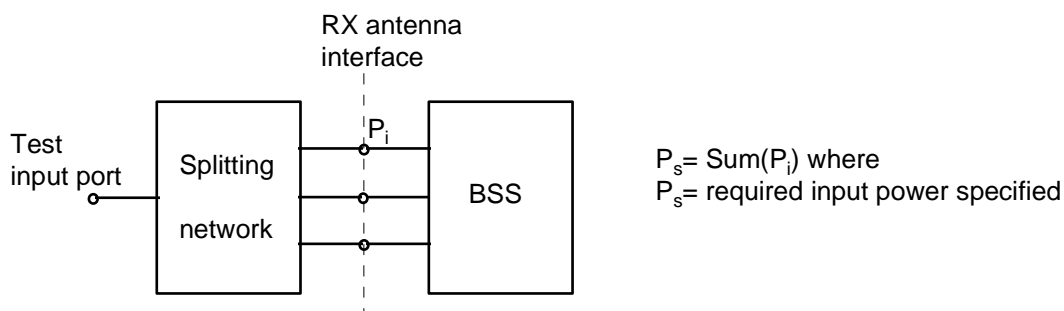 RX antenna
interface
P_i
Test
input port
Splitting
network
BSS
P_s= Sum(P_i) where
P_s= required input power specified